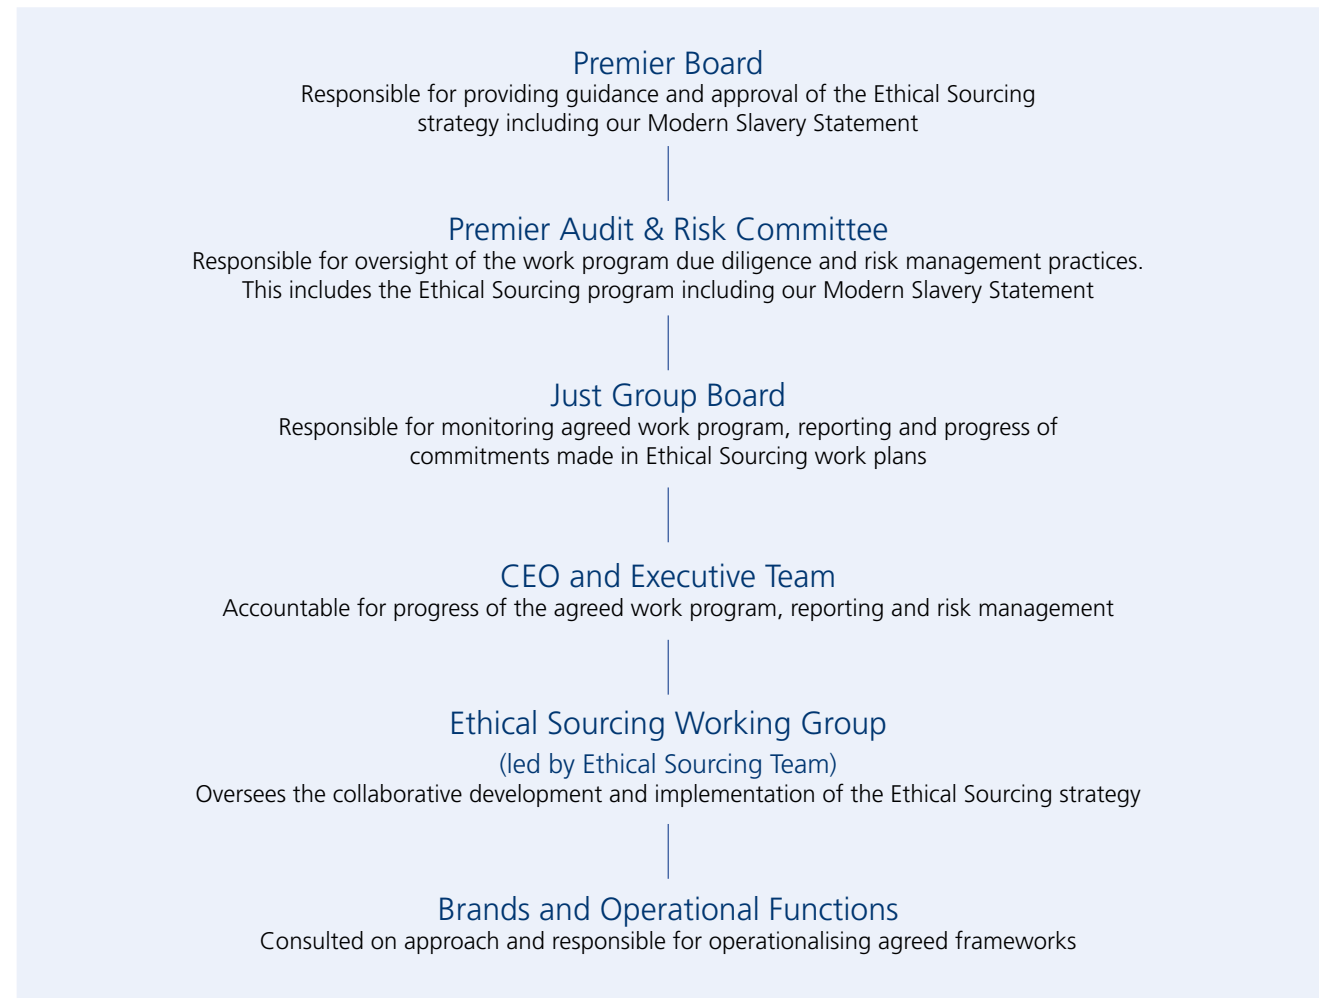 Premier Board
Responsible for providing guidance and approval of the Ethical Sourcing
strategy including our Modern Slavery Statement
Premier Audit & Risk Committee
Responsible for oversight of the work program due diligence and risk management practices.
This includes the Ethical Sourcing program including our Modern Slavery Statement
Just Group Board
Responsible for monitoring agreed work program, reporting and progress of
commitments made in Ethical Sourcing work plans
CEO and Executive Team
Accountable for progress of the agreed work program, reporting and risk management
Ethical Sourcing Working Group
(led by Ethical Sourcing Team)
Oversees the collaborative development and implementation of the Ethical Sourcing strategy
Brands and Operational Functions
Consulted on approach and responsible for operationalising agreed frameworks